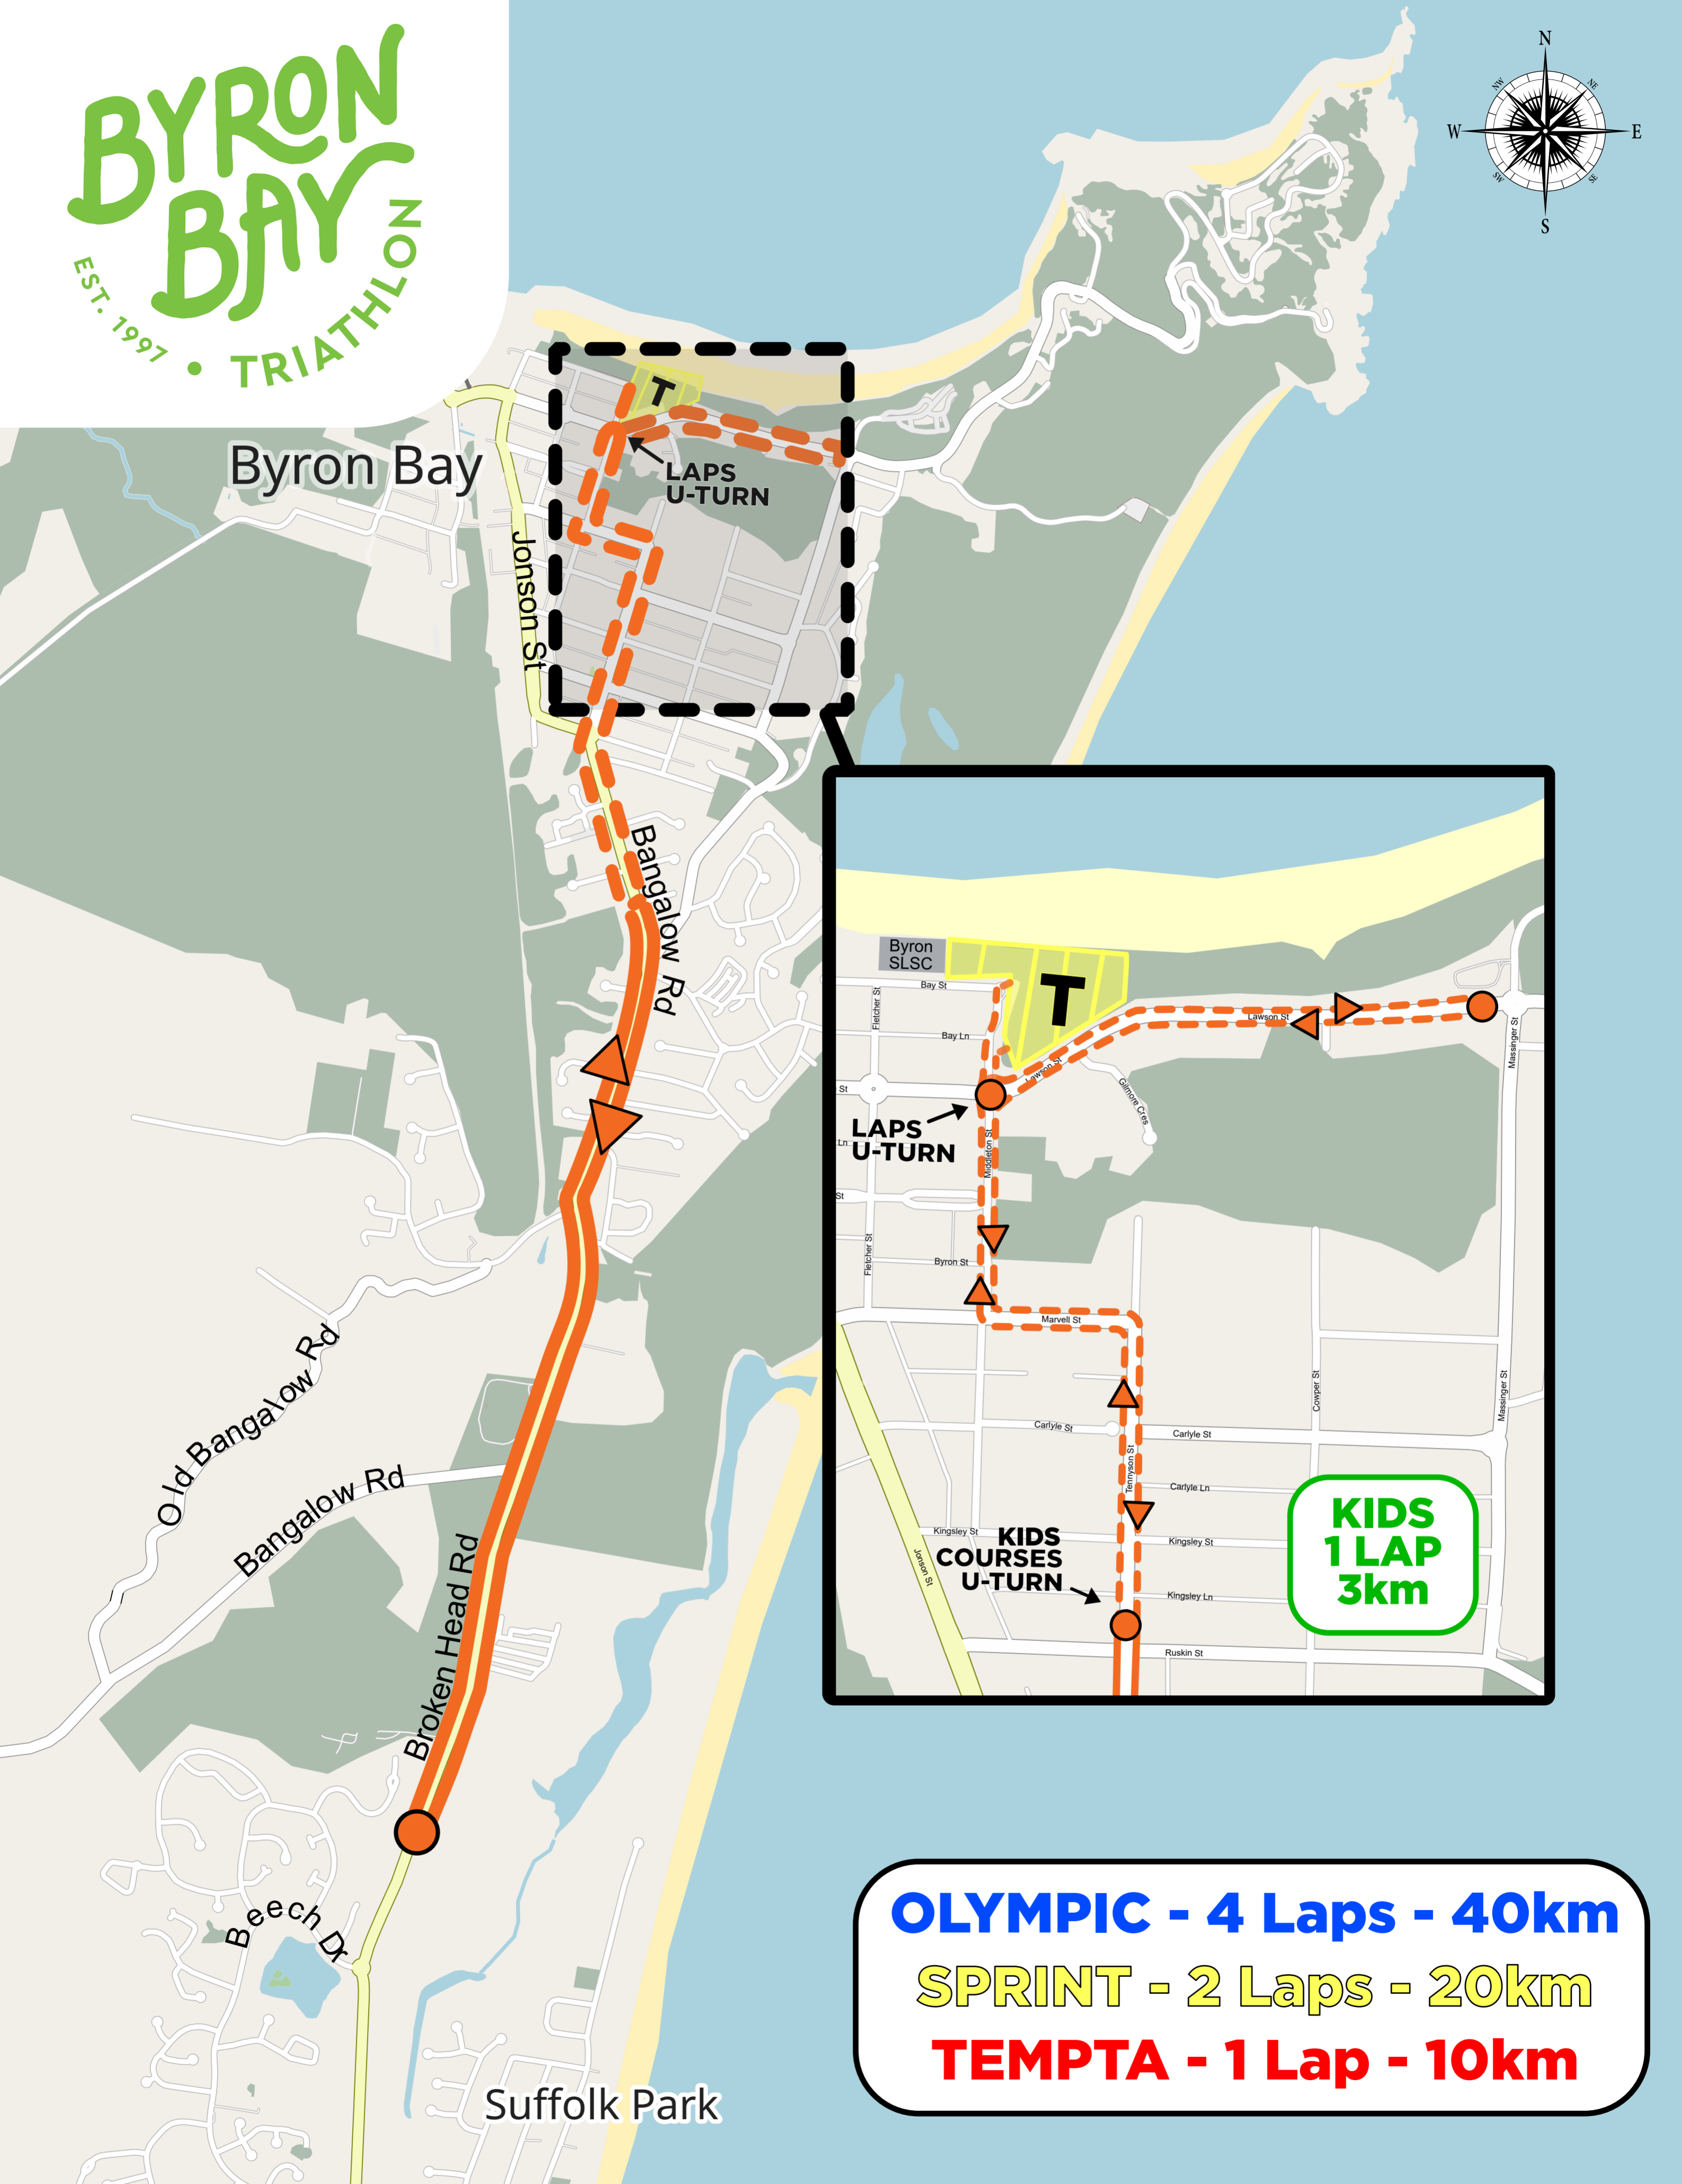 BYRON
BAY
EST. 1997 • TRIATHLON
N
NW
NE
W
E
SW
SE
S
T
LAPS
U-TURN
Byron Bay
Jonson St
Bangalow Rd
Byron
SLSC
T
Bay St
Fletcher St
Bay Ln
Lawson St
Lawson St
Massinger St
Gilmore Cres
St
LAPS
U-TURN
Ln
Middleton St
St
Fletcher St
Byron St
Marvell St
Cowper St
Massinger St
Carlyle St
Carlyle St
Tennyson St
Carlyle Ln
Kingsley St
Kingsley St
Jonson St
KIDS
COURSES
U-TURN
Kingsley Ln
Ruskin St
KIDS
1 LAP
3km
Old Bangalow Rd
Bangalow Rd
Broken Head Rd
Beech Dr
Suffolk Park
OLYMPIC - 4 Laps - 40km
SPRINT - 2 Laps - 20km
TEMPTA - 1 Lap - 10km